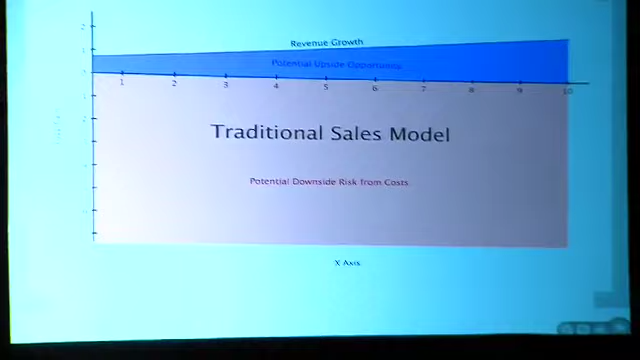 Revenue Growth
Potential Upside Opportunity
1 2 3 4 5 6 7 8 9 10
Traditional Sales Model
Potential Downside Risk from Costs
X Axis